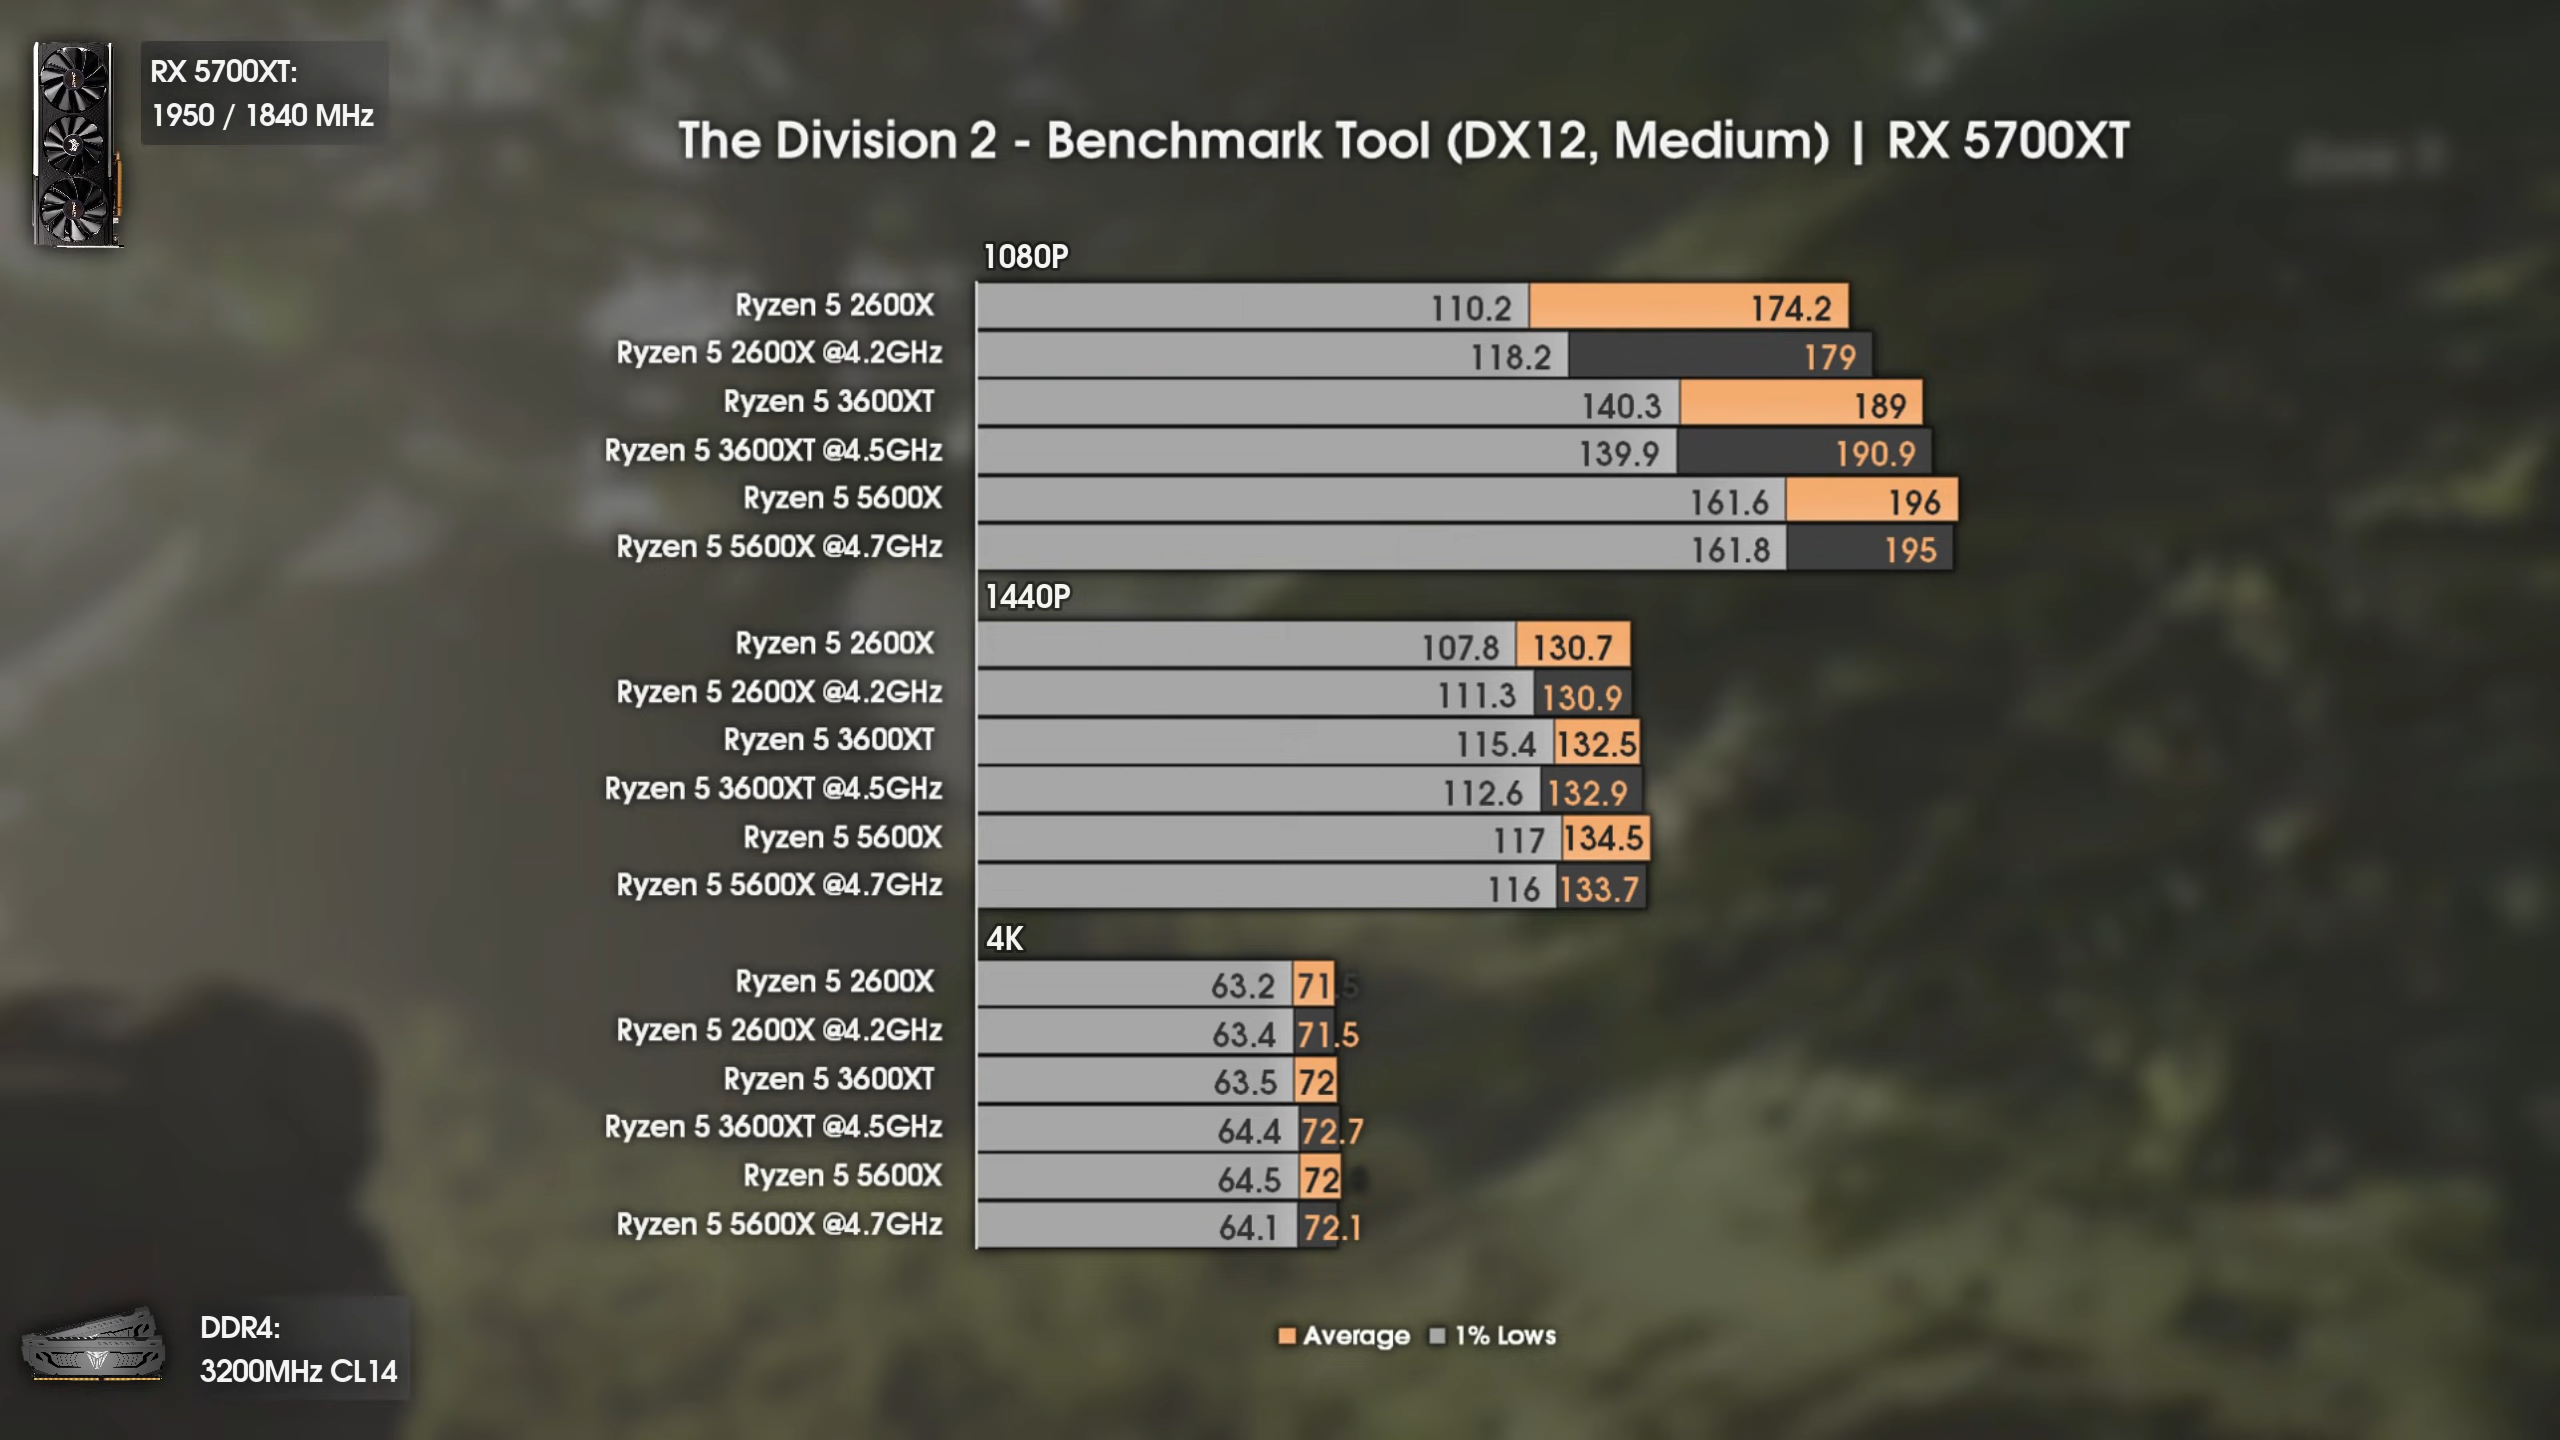 RX 5700XT:
1950 / 1840 MHz
The Division 2 - Benchmark Tool (DX12, Medium) | RX 5700XT
1080P
Ryzen 5 2600X 110.2 174.2
Ryzen 5 2600X @4.2GHz 118.2 179
Ryzen 5 3600XT 140.3 189
Ryzen 5 3600XT @4.5GHz 139.9 190.9
Ryzen 5 5600X 161.6 196
Ryzen 5 5600X @4.7GHz 161.8 195
1440P
Ryzen 5 2600X 107.8 130.7
Ryzen 5 2600X @4.2GHz 111.3 130.9
Ryzen 5 3600XT 115.4 132.5
Ryzen 5 3600XT @4.5GHz 112.6 132.9
Ryzen 5 5600X 117 134.5
Ryzen 5 5600X @4.7GHz 116 133.7
4K
Ryzen 5 2600X 63.2 71.5
Ryzen 5 2600X @4.2GHz 63.4 71.5
Ryzen 5 3600XT 63.5 72
Ryzen 5 3600XT @4.5GHz 64.4 72.7
Ryzen 5 5600X 64.5
Ryzen 5 5600X @4.7GHz 64.1 72.1
Average 1% Lows
DDR4:
3200MHz CL14